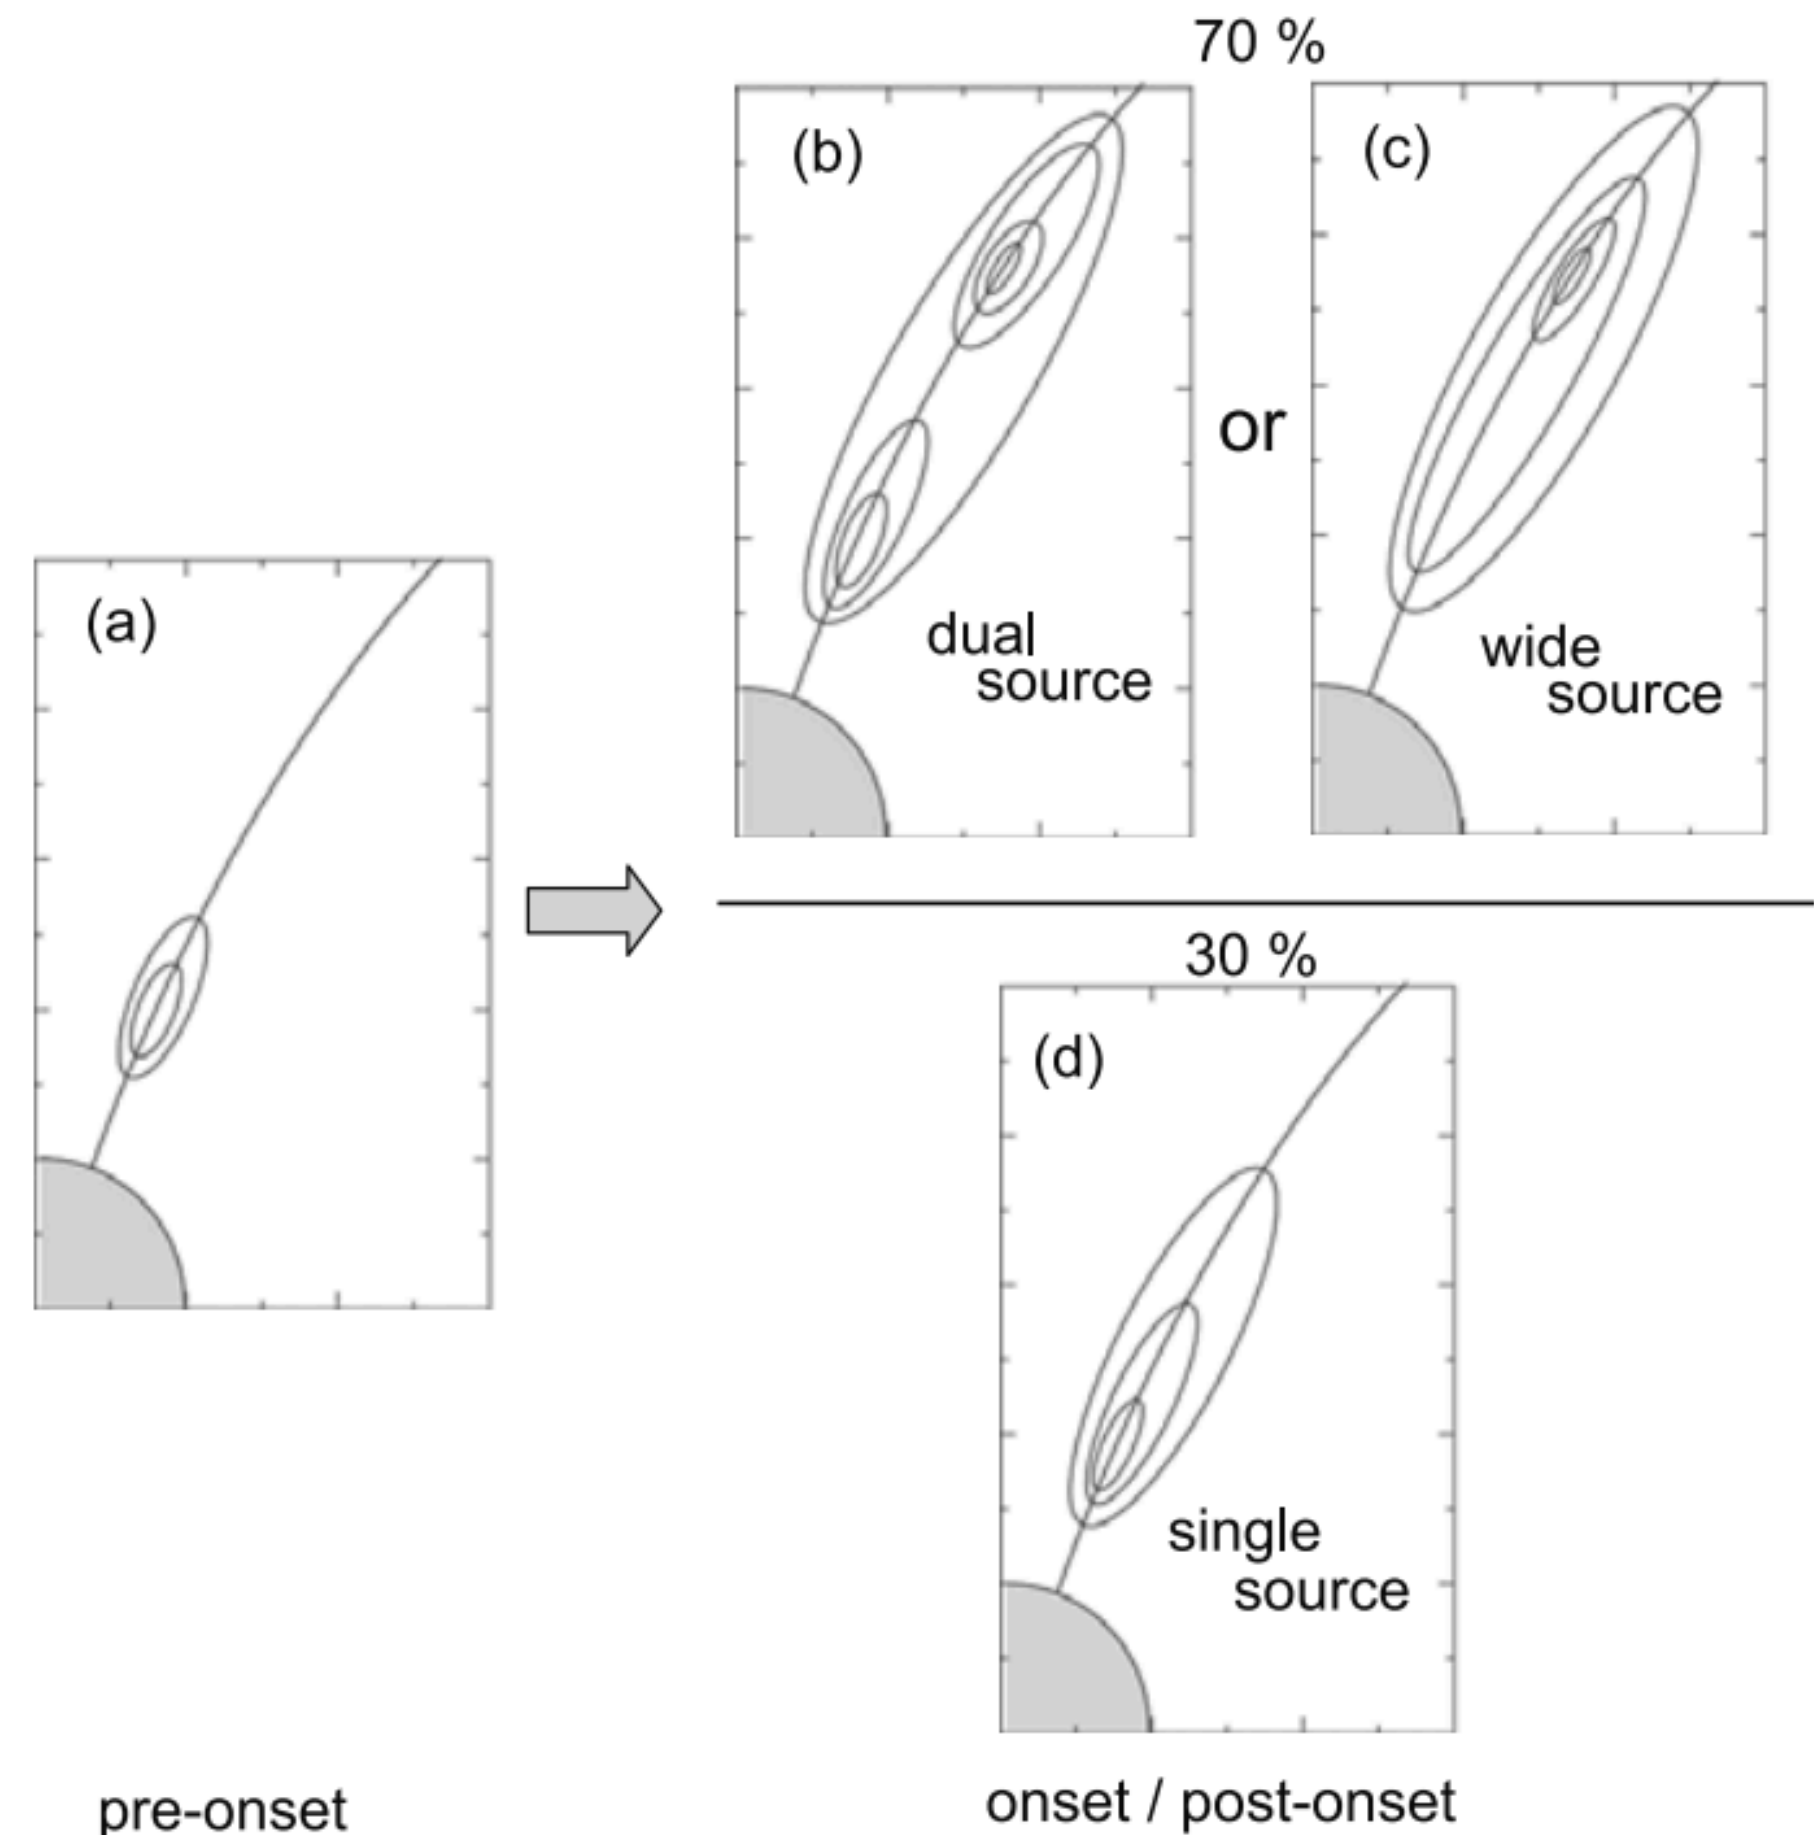 70 %
(b)
(c)
or
dual
source
wide
source
(a)
30 %
(d)
single
source
pre-onset
onset / post-onset